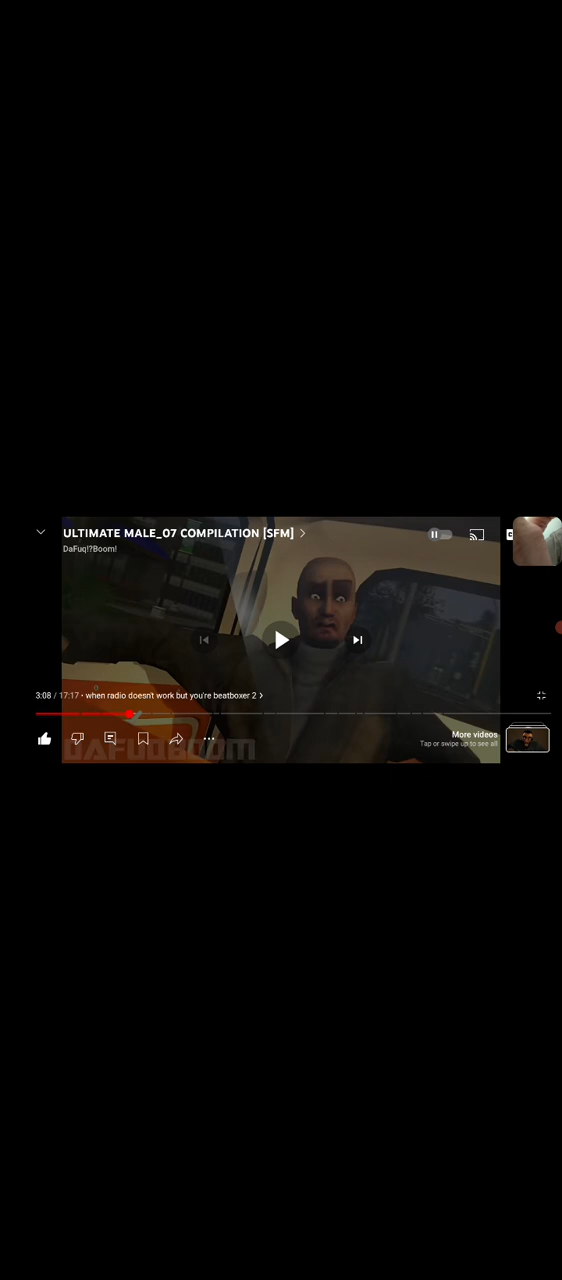 ULTIMATE MALE_07 COMPILATION [SFM]
DaFuq!?Boom!
3:08 / 17:17 • when radio doesn't work but you're beatboxer 2
More videos
Tap or swipe up to see all
DAFUQBOOM